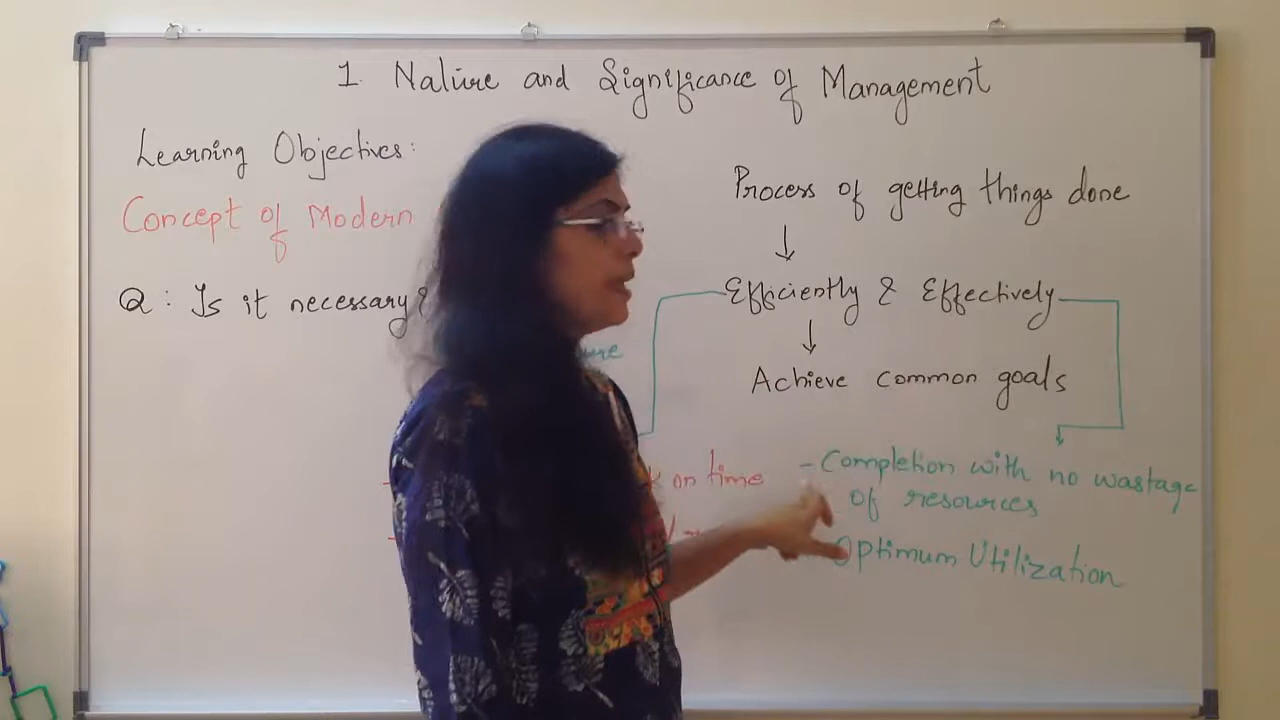 1. Nature and Significance of Management
Learning Objectives:
Concept of Modern
Q: Is it necessary
Process of getting things done
↓
Efficiently & Effectively
↓
Achieve common goals
on time
- Completion with no wastage
of resources
Optimum Utilization